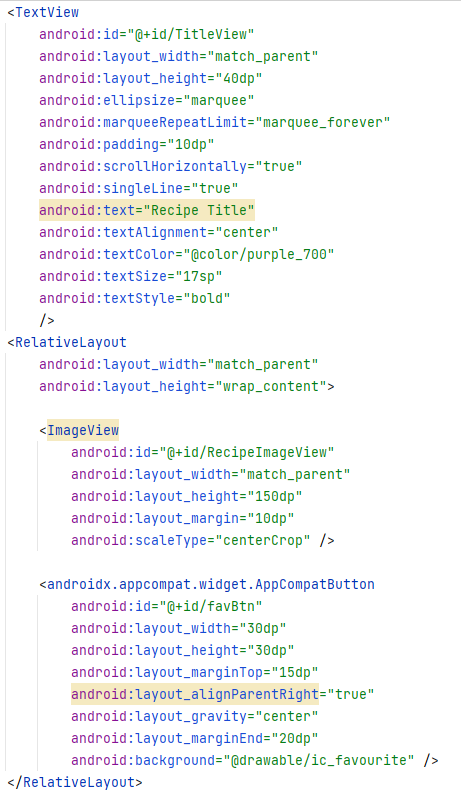 <TextView
    android:id="@+id/TitleView"
    android:layout_width="match_parent"
    android:layout_height="40dp"
    android:ellipsize="marquee"
    android:marqueeRepeatLimit="marquee_forever"
    android:padding="10dp"
    android:scrollHorizontally="true"
    android:singleLine="true"
    android:text="Recipe Title"
    android:textAlignment="center"
    android:textColor="@color/purple_700"
    android:textSize="17sp"
    android:textStyle="bold"
    />
<RelativeLayout
    android:layout_width="match_parent"
    android:layout_height="wrap_content">

    <ImageView
        android:id="@+id/RecipeImageView"
        android:layout_width="match_parent"
        android:layout_height="150dp"
        android:layout_margin="10dp"
        android:scaleType="centerCrop" />

    <androidx.appcompat.widget.AppCompatButton
        android:id="@+id/favBtn"
        android:layout_width="30dp"
        android:layout_height="30dp"
        android:layout_marginTop="15dp"
        android:layout_alignParentRight="true"
        android:layout_gravity="center"
        android:layout_marginEnd="20dp"
        android:background="@drawable/ic_favourite" />
</RelativeLayout>